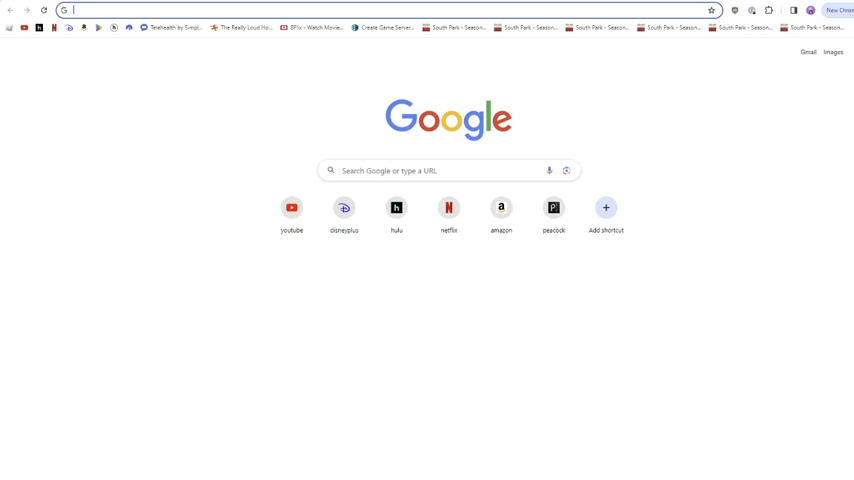 New Chrom
Telehealth by Simpl...
The Really Loud Ho...
8Flix - Watch Movie...
Create Game Server...
South Park - Season...
South Park - Season...
South Park - Season...
South Park - Season...
South Park - Season...
South Park - Season...
Gmail Images
Google
Search Google or type a URL
youtube
disneyplus
hulu
netflix
amazon
peacock
Add shortcut